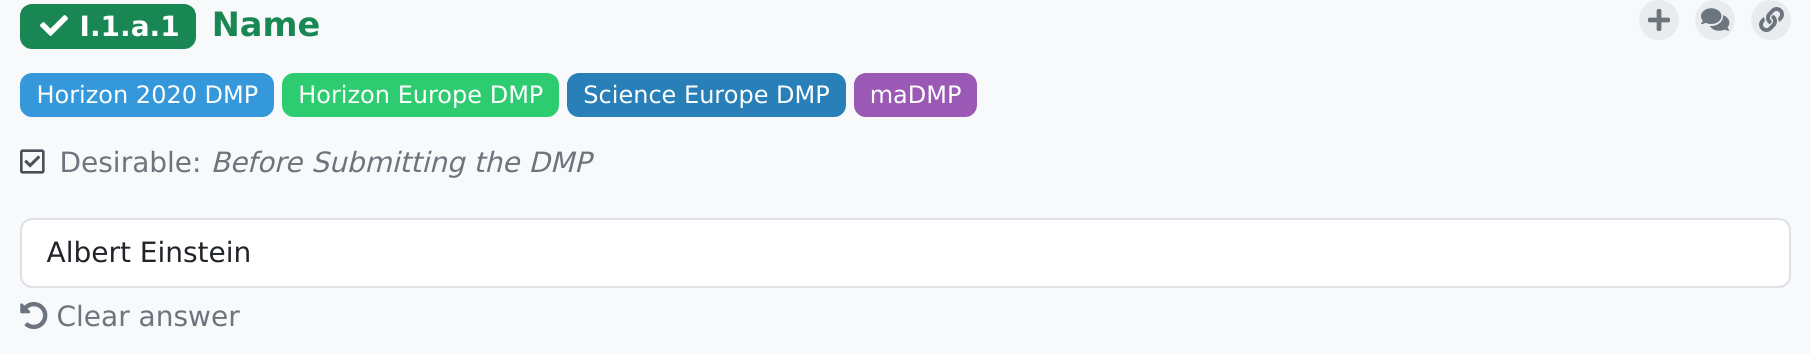 I.1.a.1 Name
Horizon 2020 DMP Horizon Europe DMP Science Europe DMP maDMP
Desirable: Before Submitting the DMP
Albert Einstein
Clear answer